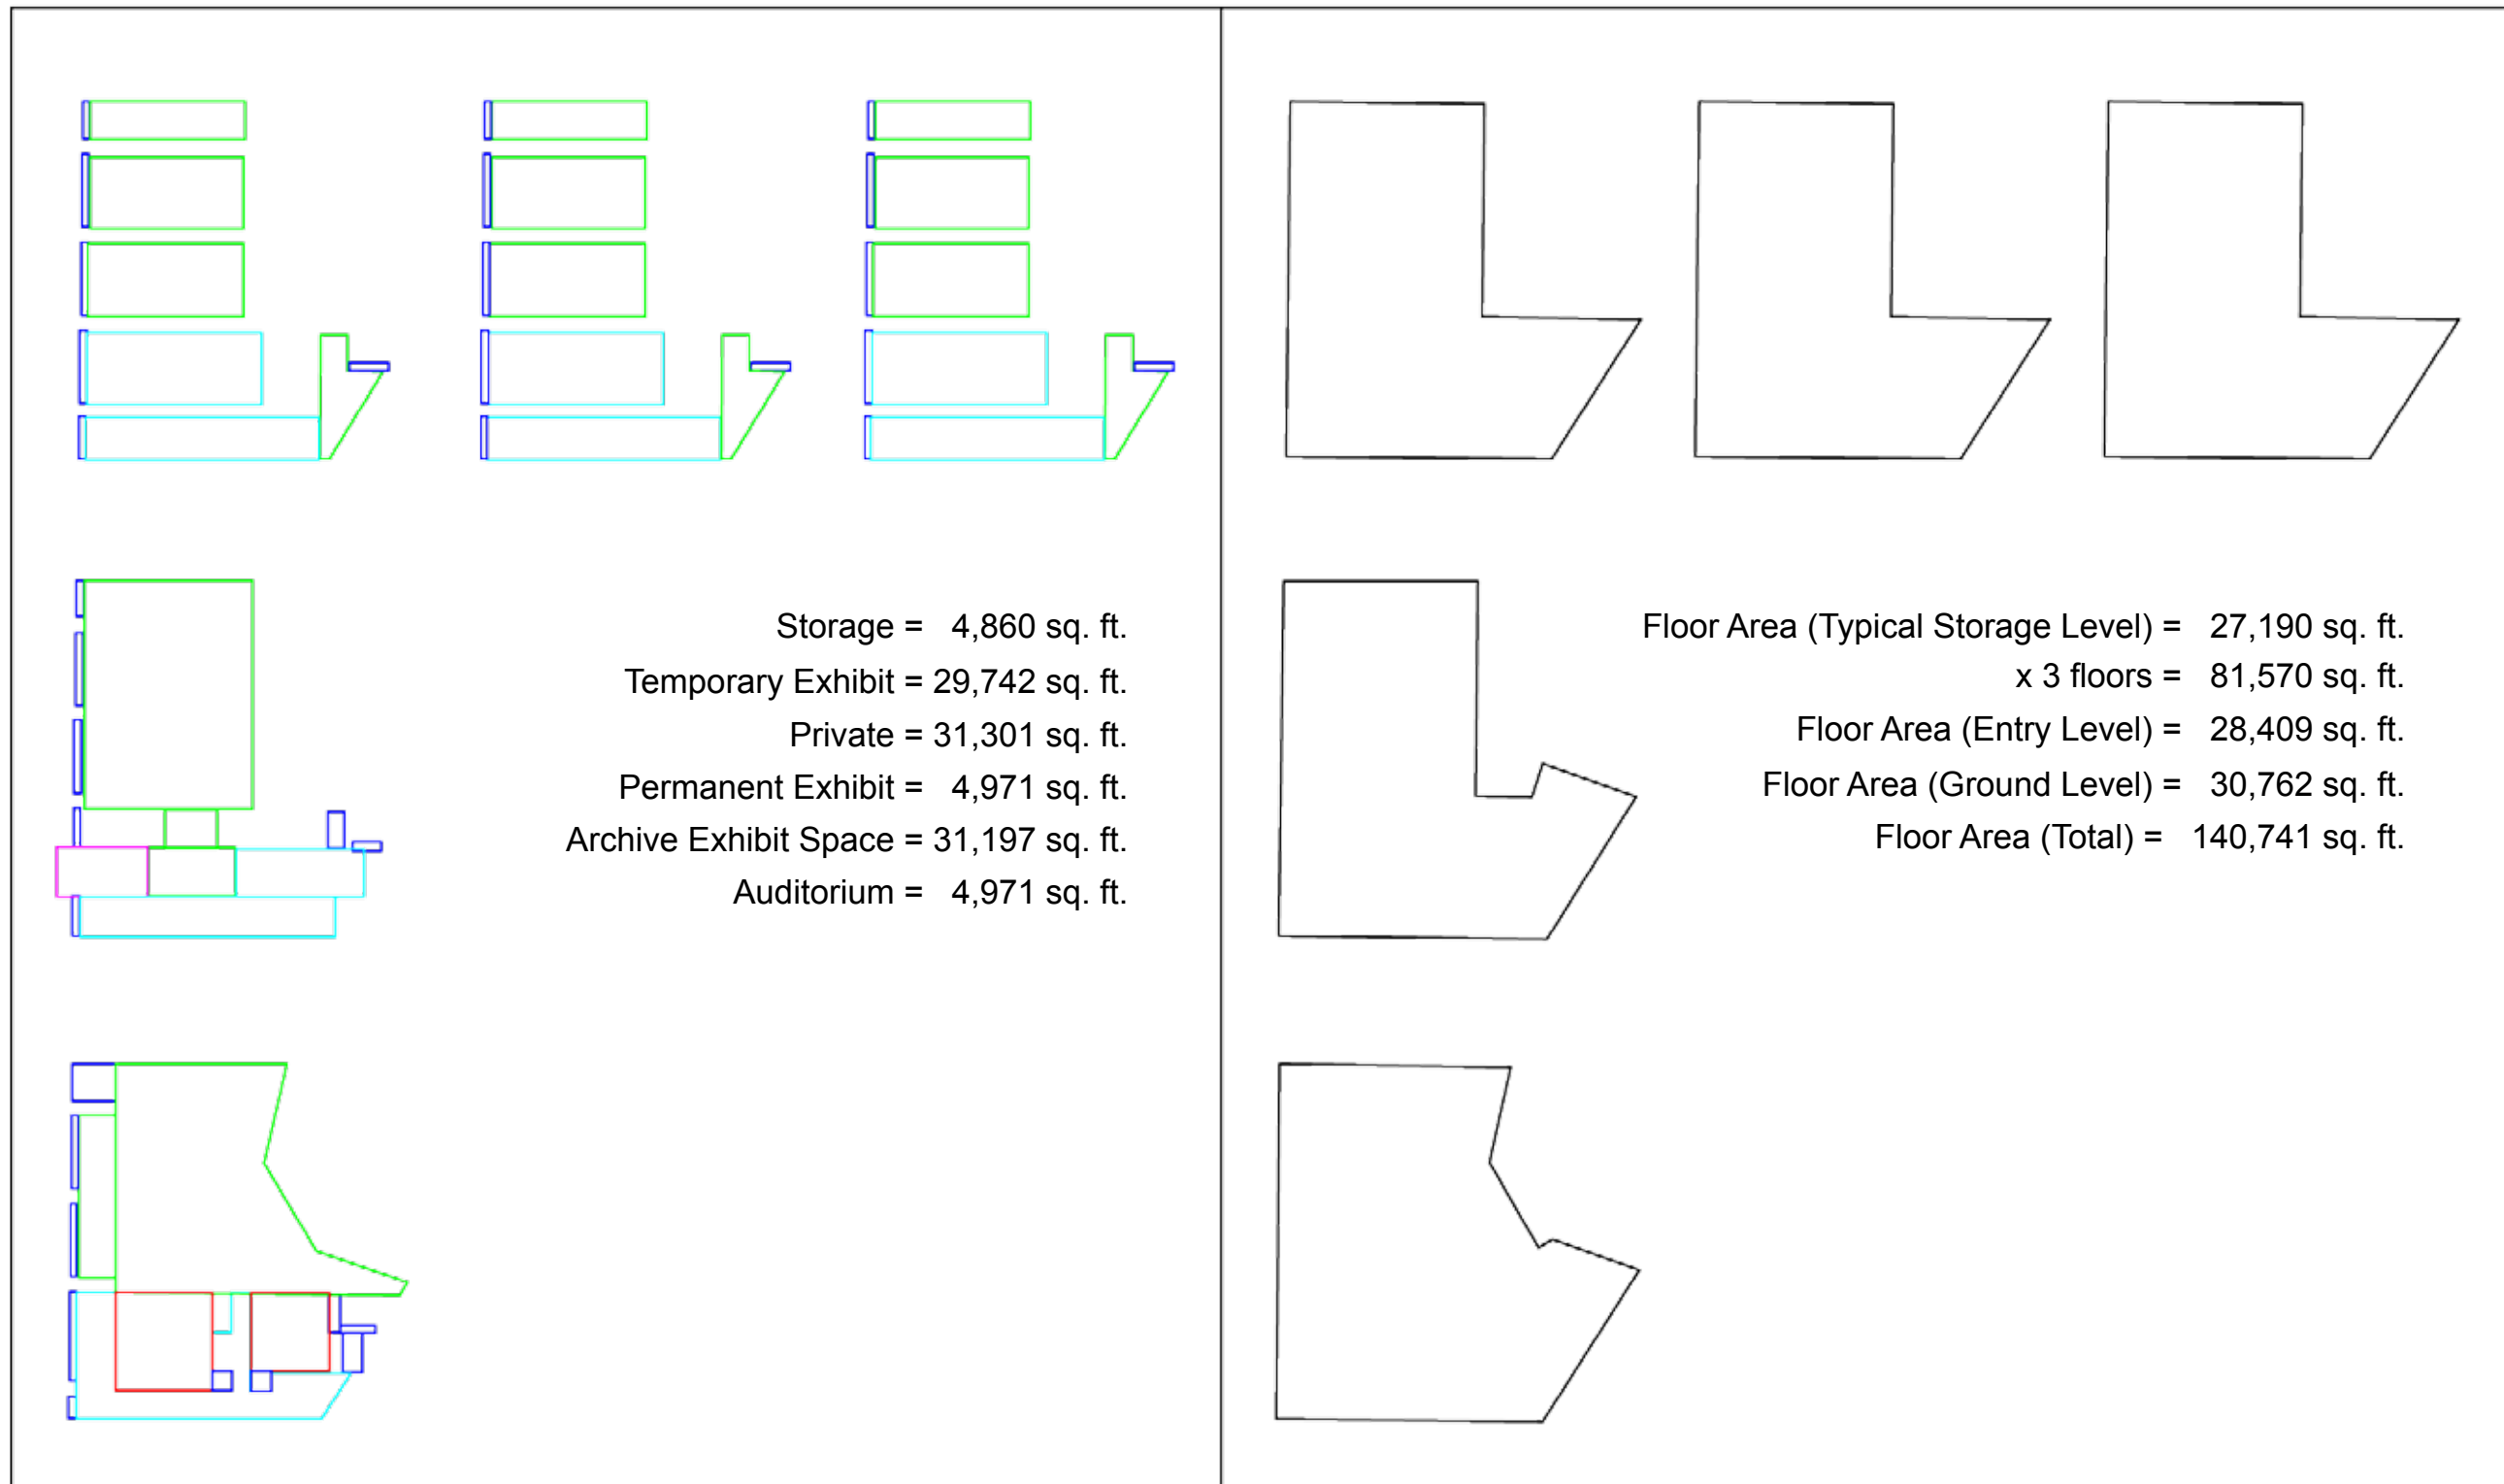 Storage = 4,860 sq. ft.
Temporary Exhibit = 29,742 sq. ft.
Private = 31,301 sq. ft.
Permanent Exhibit = 4,971 sq. ft.
Archive Exhibit Space = 31,197 sq. ft.
Auditorium = 4,971 sq. ft.
Floor Area (Typical Storage Level) = 27,190 sq. ft.
x 3 floors = 81,570 sq. ft.
Floor Area (Entry Level) = 28,409 sq. ft.
Floor Area (Ground Level) = 30,762 sq. ft.
Floor Area (Total) = 140,741 sq. ft.